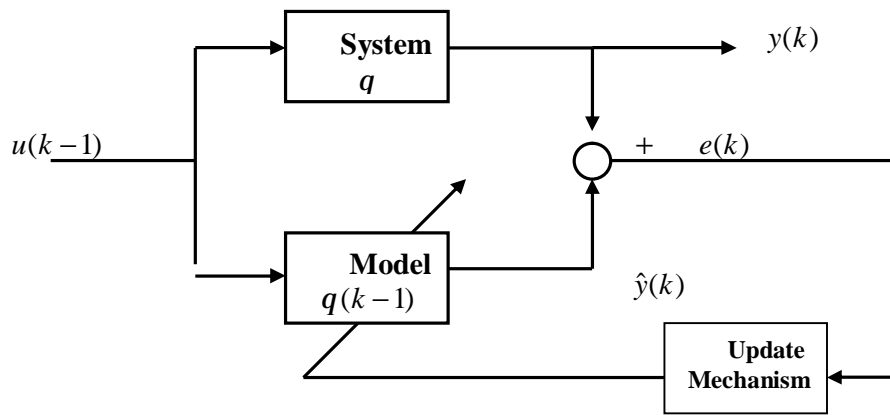 System
q
y(k)
u(k−1)
+
e(k)
Model
q(k−1)
ŷ(k)
Update
Mechanism